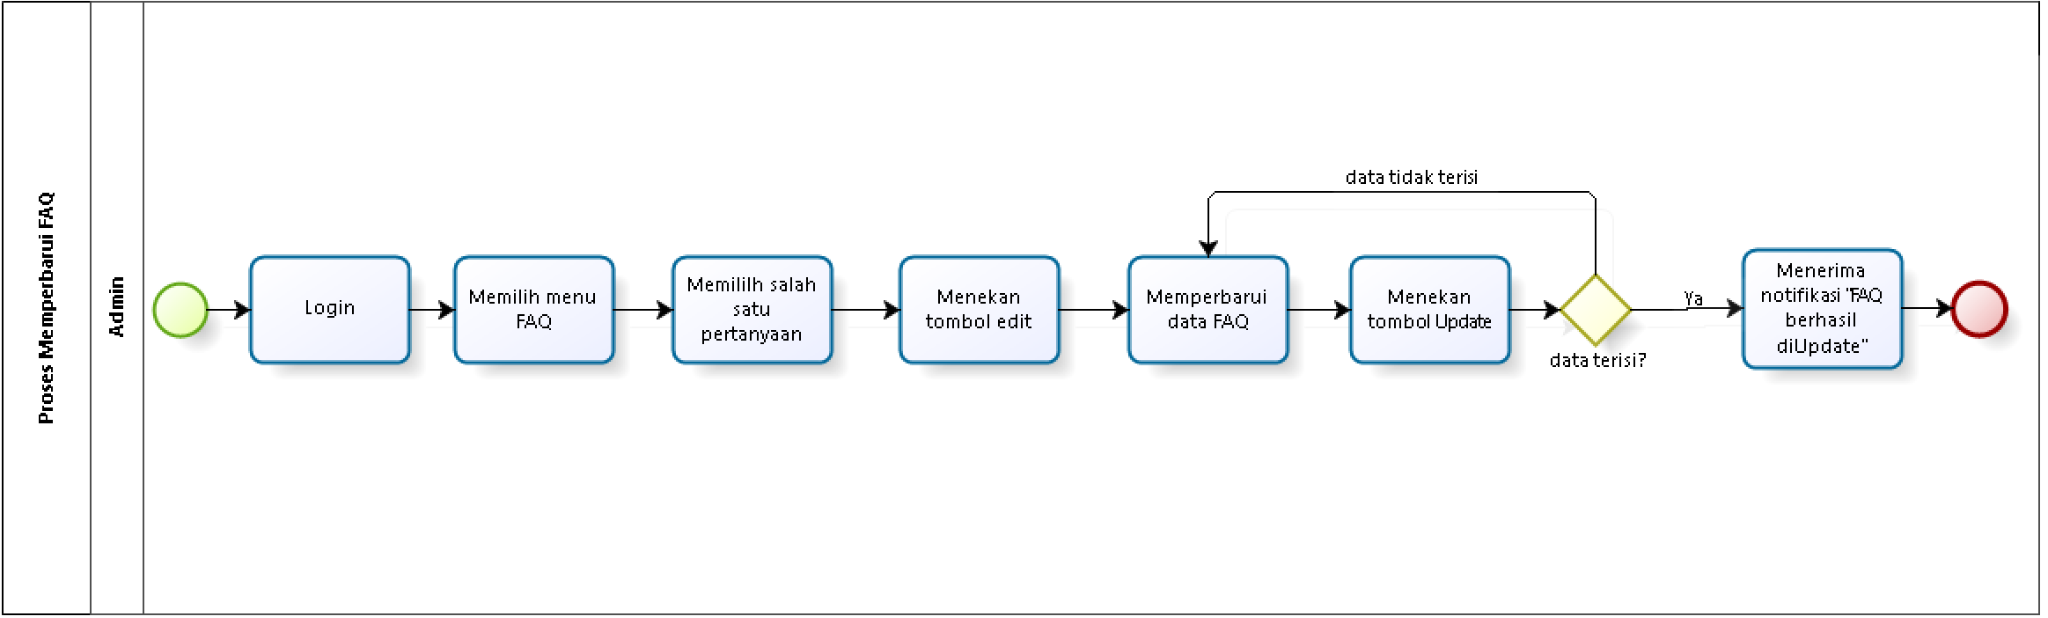 Proses Memperbarui FAQ
Admin
Login
Memilih menu
FAQ
Memililh salah
satu
pertanyaan
Menekan
tombol edit
data tidak terisi
Memperbarui
data FAQ
Menekan
tombol Update
data terisi?
Ya
Menerima
notifikasi "FAQ
berhasil
diUpdate"